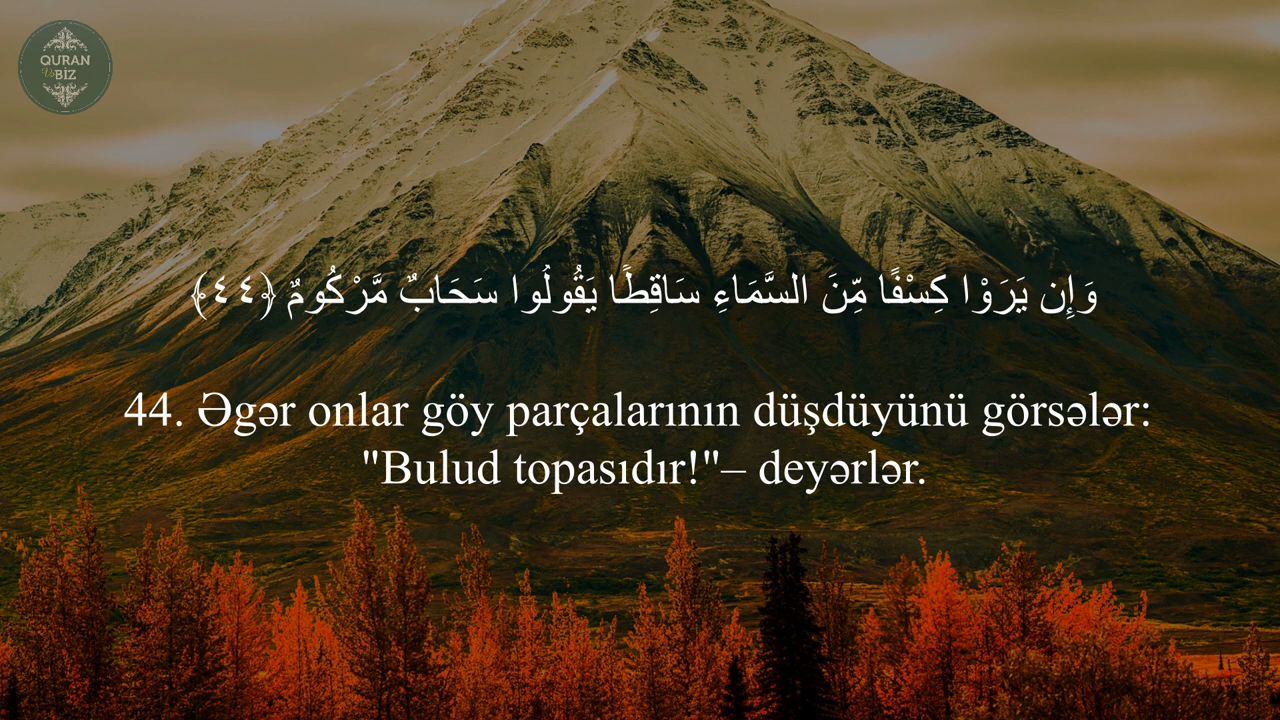 QURAN
Və BİZ
وَإِن يَرَوْا كِسْفًا مِّنَ السَّمَاءِ سَاقِطًا يَقُولُوا سَحَابٌ مَّرْكُومٌ ﴿٤٤﴾
44. Əgər onlar göy parçalarının düşdüyünü görsələr:
"Bulud topasıdır!"– deyərlər.